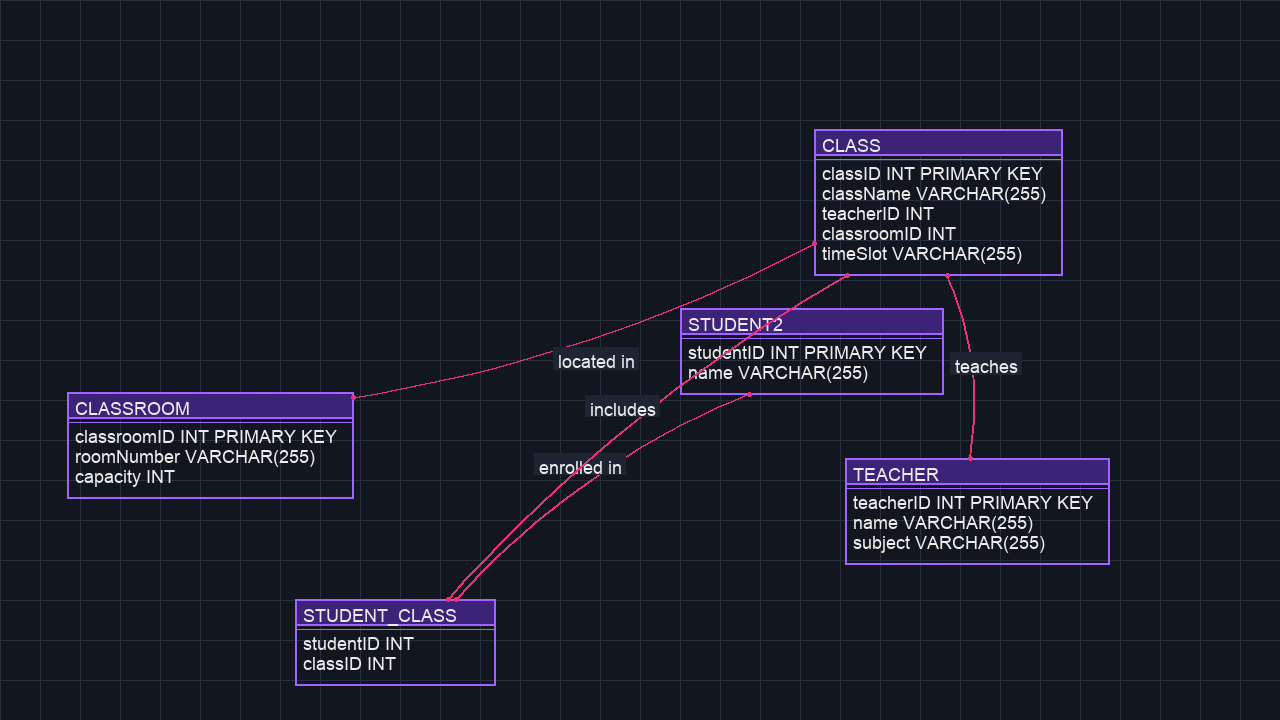 CLASS
classID INT PRIMARY KEY
className VARCHAR(255)
teacherID INT
classroomID INT
timeSlot VARCHAR(255)
STUDENT2
studentID INT PRIMARY KEY
name VARCHAR(255)
located in
teaches
includes
CLASSROOM
classroomID INT PRIMARY KEY
roomNumber VARCHAR(255)
capacity INT
enrolled in
TEACHER
teacherID INT PRIMARY KEY
name VARCHAR(255)
subject VARCHAR(255)
STUDENT_CLASS
studentID INT
classID INT